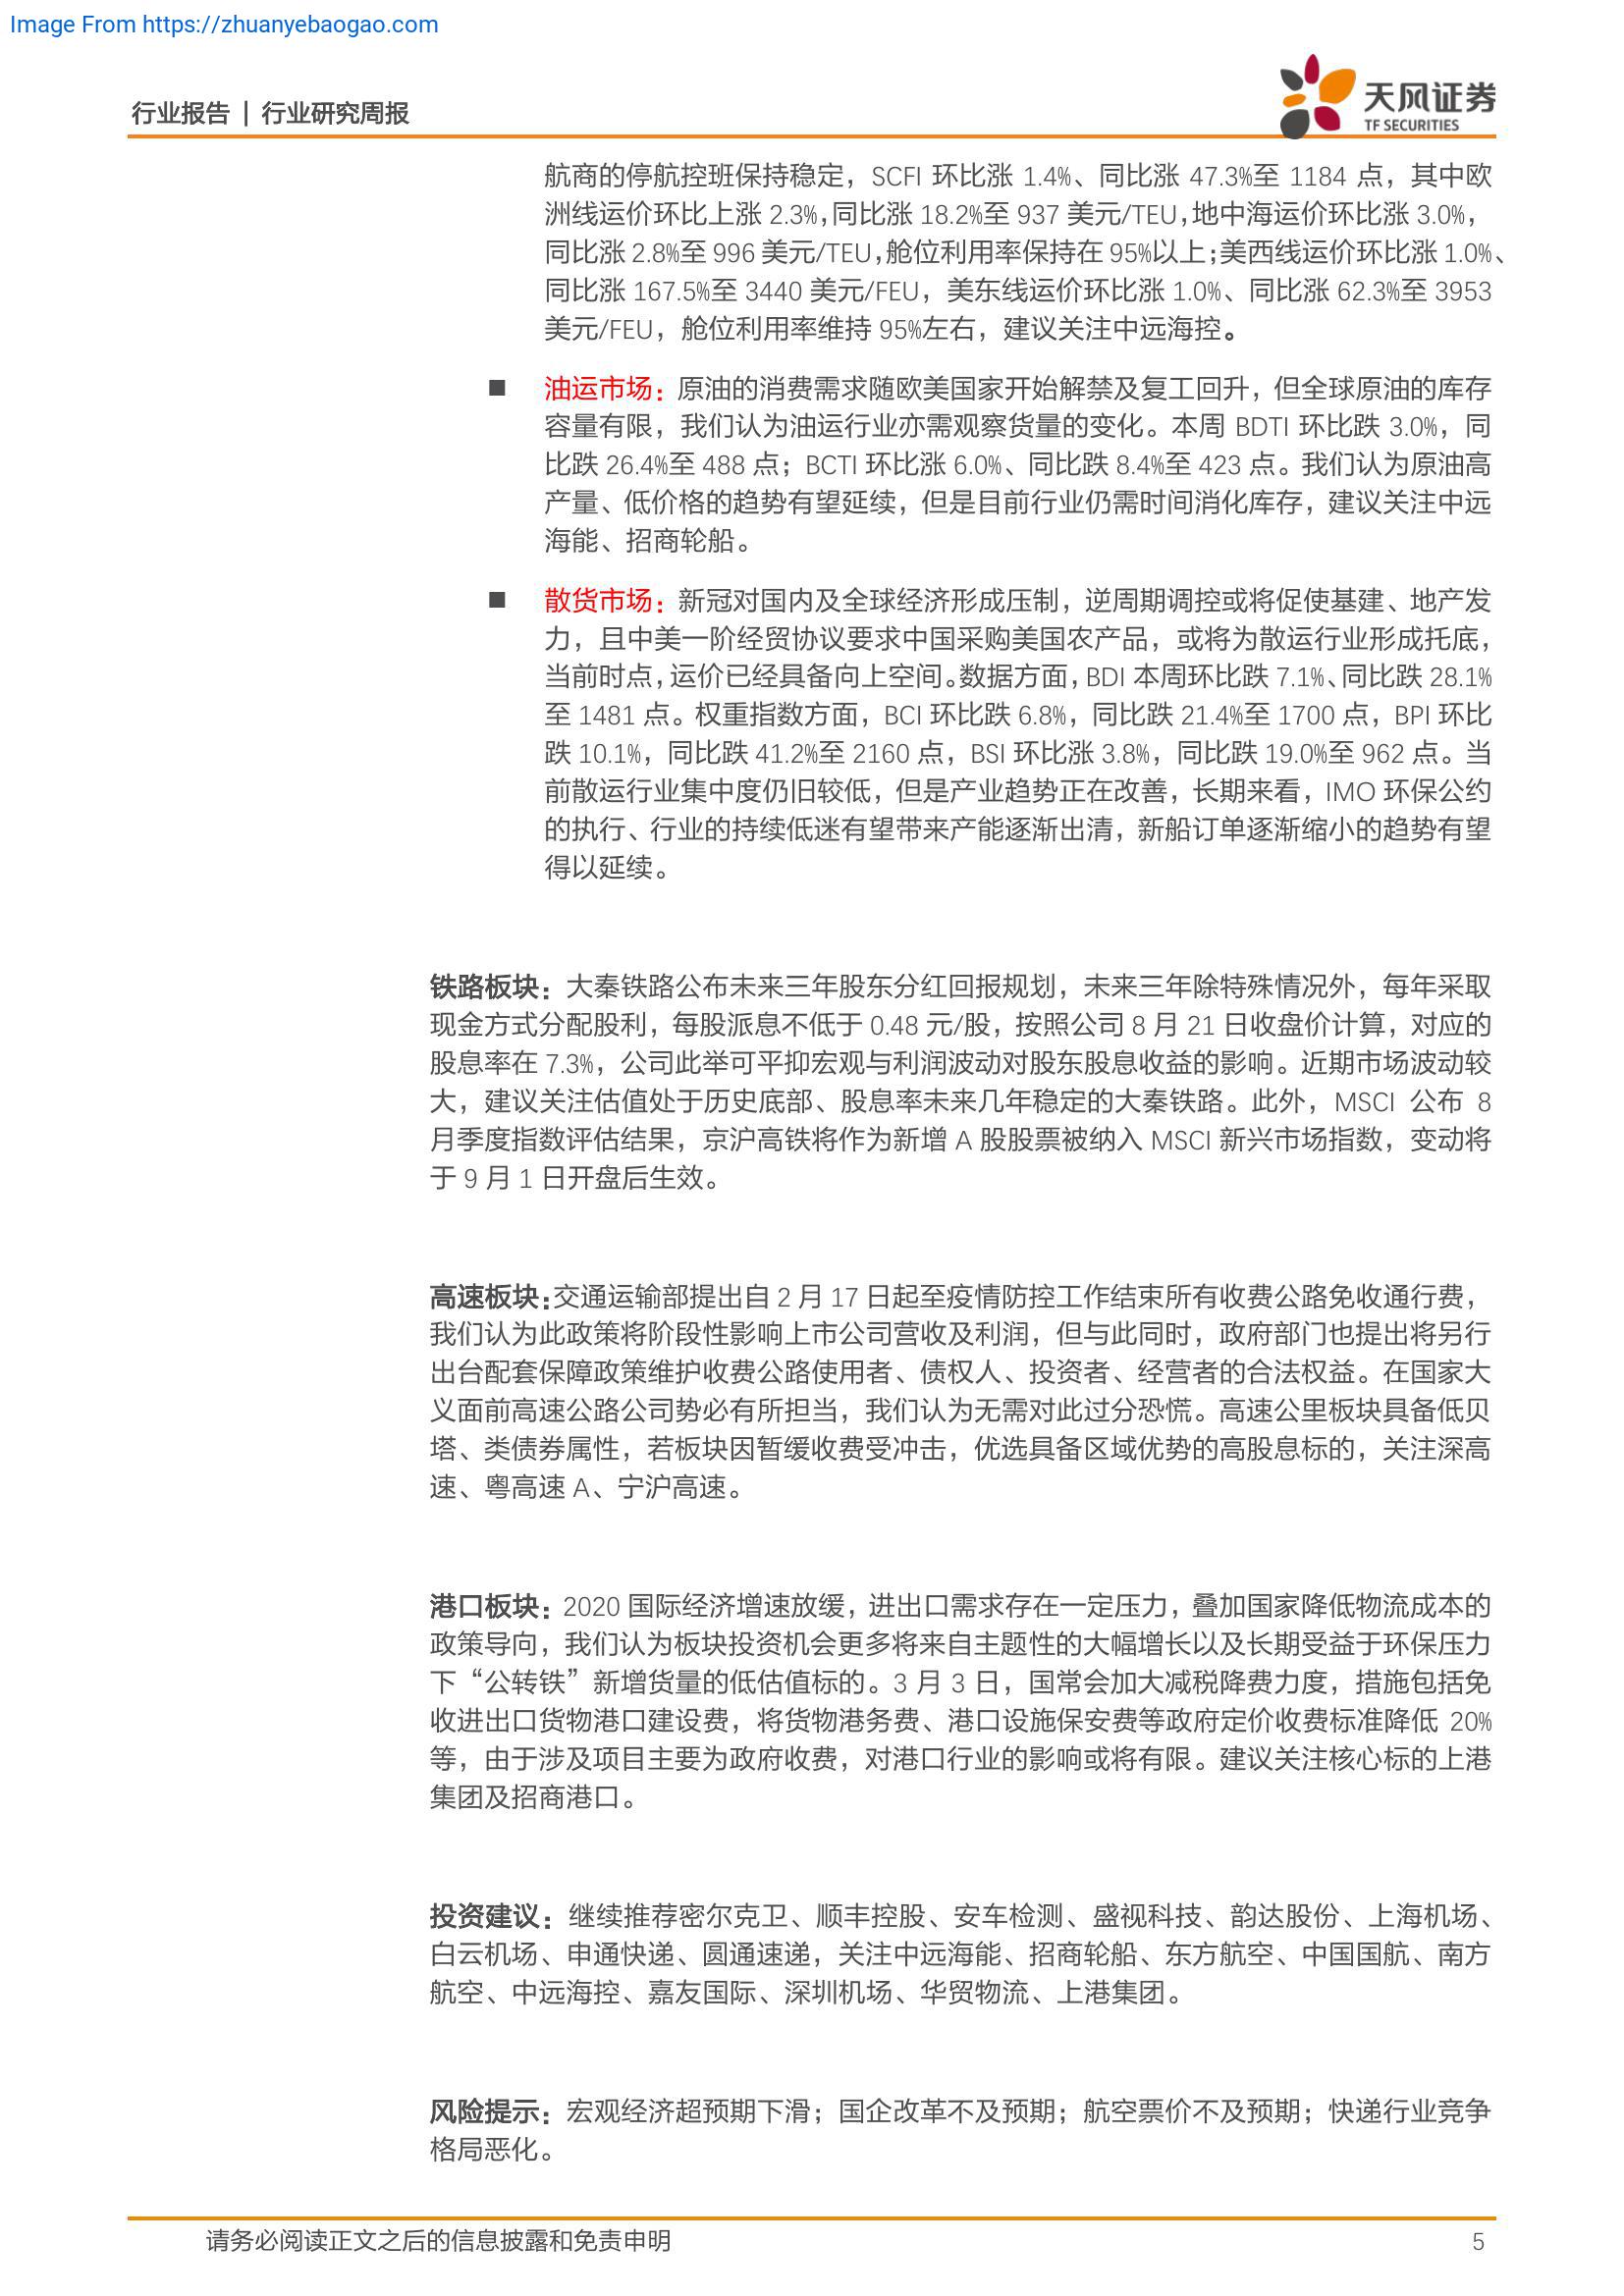 Image From https://zhuanyebaogao.com
行业报告 | 行业研究周报
天风证券
TF SECURITIES
航商的停航控班保持稳定，SCFI 环比涨 1.4%、同比涨 47.3%至 1184 点，其中欧
洲线运价环比上涨 2.3%，同比涨 18.2%至 937 美元/TEU，地中海运价环比涨 3.0%，
同比涨 2.8%至 996 美元/TEU，舱位利用率保持在 95%以上；美西线运价环比涨 1.0%、
同比涨 167.5%至 3440 美元/FEU，美东线运价环比涨 1.0%、同比涨 62.3%至 3953
美元/FEU，舱位利用率维持 95%左右，建议关注中远海控。
■ 油运市场：原油的消费需求随欧美国家开始解禁及复工回升，但全球原油的库存
容量有限，我们认为油运行业亦需观察货量的变化。本周 BDTI 环比跌 3.0%，同
比跌 26.4%至 488 点；BCTI 环比涨 6.0%、同比跌 8.4%至 423 点。我们认为原油高
产量、低价格的趋势有望延续，但是目前行业仍需时间消化库存，建议关注中远
海能、招商轮船。
■ 散货市场：新冠对国内及全球经济形成压制，逆周期调控或将促使基建、地产发
力，且中美一阶经贸协议要求中国采购美国农产品，或将为散运行业形成托底，
当前时点，运价已经具备向上空间。数据方面，BDI 本周环比跌 7.1%、同比跌 28.1%
至 1481 点。权重指数方面，BCI 环比跌 6.8%，同比跌 21.4%至 1700 点，BPI 环比
跌 10.1%，同比跌 41.2%至 2160 点，BSI 环比涨 3.8%，同比跌 19.0%至 962 点。当
前散运行业集中度仍旧较低，但是产业趋势正在改善，长期来看，IMO 环保公约
的执行、行业的持续低迷有望带来产能逐渐出清，新船订单逐渐缩小的趋势有望
得以延续。
铁路板块：大秦铁路公布未来三年股东分红回报规划，未来三年除特殊情况外，每年采取
现金方式分配股利，每股派息不低于 0.48 元/股，按照公司 8 月 21 日收盘价计算，对应的
股息率在 7.3%，公司此举可平抑宏观与利润波动对股东股息收益的影响。近期市场波动较
大，建议关注估值处于历史底部、股息率未来几年稳定的大秦铁路。此外，MSCI 公布 8
月季度指数评估结果，京沪高铁将作为新增 A 股股票被纳入 MSCI 新兴市场指数，变动将
于 9 月 1 日开盘后生效。
高速板块：交通运输部提出自 2 月 17 日起至疫情防控工作结束所有收费公路免收通行费，
我们认为此政策将阶段性影响上市公司营收及利润，但与此同时，政府部门也提出将另行
出台配套保障政策维护收费公路使用者、债权人、投资者、经营者的合法权益。在国家大
义面前高速公路公司势必有所担当，我们认为无需对此过分恐慌。高速公里板块具备低贝
塔、类债券属性，若板块因暂缓收费受冲击，优选具备区域优势的高股息标的，关注深高
速、粤高速 A、宁沪高速。
港口板块：2020 国际经济增速放缓，进出口需求存在一定压力，叠加国家降低物流成本的
政策导向，我们认为板块投资机会更多将来自主题性的大幅增长以及长期受益于环保压力
下“公转铁”新增货量的低估值标的。3 月 3 日，国常会加大减税降费力度，措施包括免
收进出口货物港口建设费，将货物港务费、港口设施保安费等政府定价收费标准降低 20%
等，由于涉及项目主要为政府收费，对港口行业的影响或将有限。建议关注核心标的上港
集团及招商港口。
投资建议：继续推荐密尔克卫、顺丰控股、安车检测、盛视科技、韵达股份、上海机场、
白云机场、申通快递、圆通速递，关注中远海能、招商轮船、东方航空、中国国航、南方
航空、中远海控、嘉友国际、深圳机场、华贸物流、上港集团。
风险提示：宏观经济超预期下滑；国企改革不及预期；航空票价不及预期；快递行业竞争
格局恶化。
请务必阅读正文之后的信息披露和免责申明
5